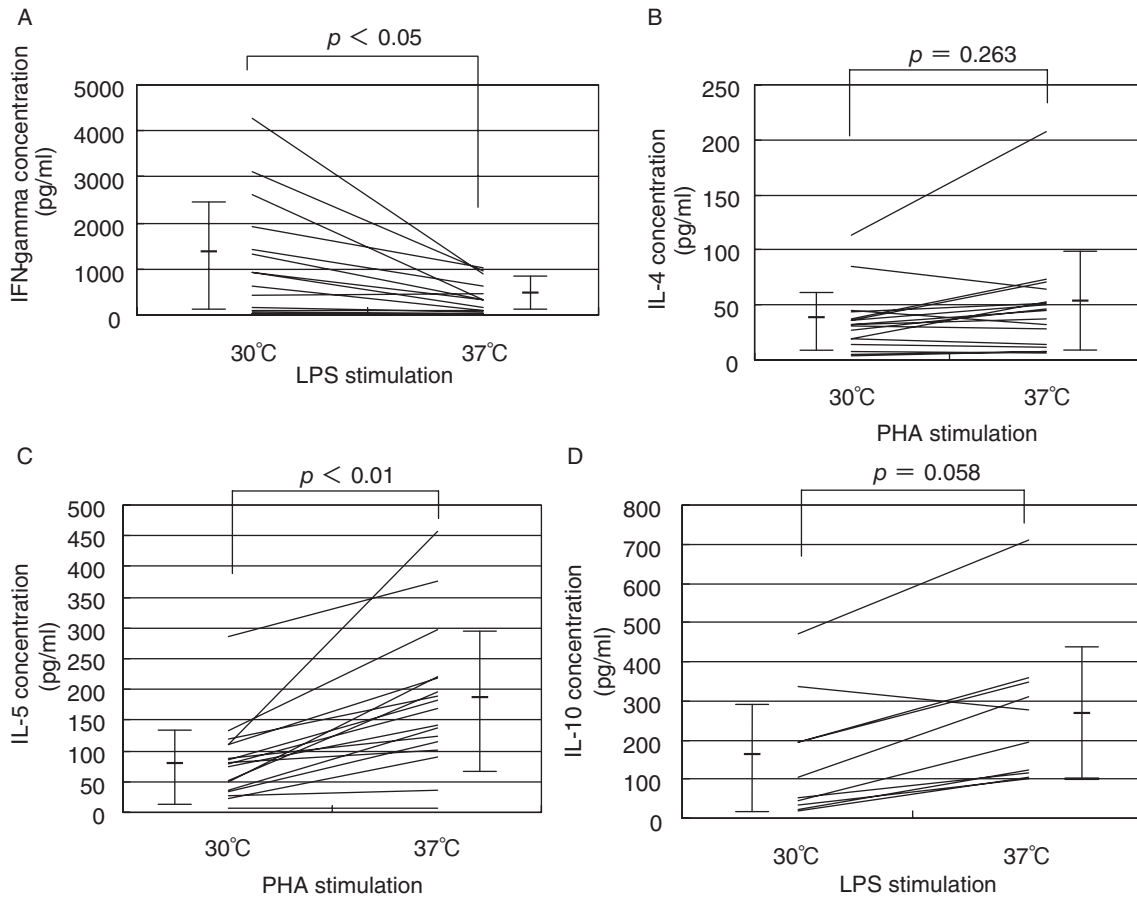 A
p < 0.05
IFN-gamma concentration
(pg/ml)
5000
4000
3000
2000
1000
0
30℃
37℃
LPS stimulation
B
p = 0.263
IL-4 concentration
(pg/ml)
250
200
150
100
50
0
30℃
37℃
PHA stimulation
C
p < 0.01
IL-5 concentration
(pg/ml)
500
450
400
350
300
250
200
150
100
50
0
30℃
37℃
PHA stimulation
D
p = 0.058
IL-10 concentration
(pg/ml)
800
700
600
500
400
300
200
100
0
30℃
37℃
LPS stimulation